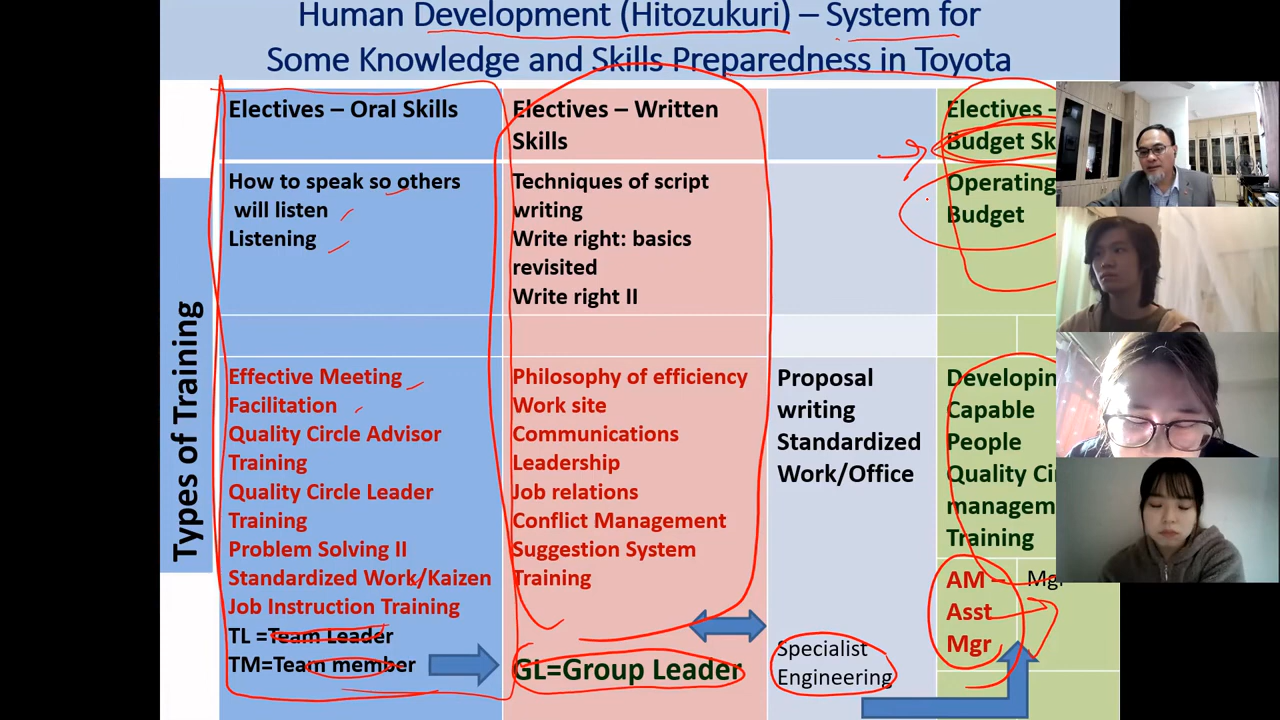 Human Development (Hitozukuri) – System for
Some Knowledge and Skills Preparedness in Toyota
Types of Training
Electives – Oral Skills
How to speak so others
will listen
Listening
Effective Meeting
Facilitation
Quality Circle Advisor
Training
Quality Circle Leader
Training
Problem Solving II
Standardized Work/Kaizen
Job Instruction Training
TL =Team Leader
TM=Team member
Electives – Written
Skills
Techniques of script
writing
Write right: basics
revisited
Write right II
Philosophy of efficiency
Work site
Communications
Leadership
Job relations
Conflict Management
Suggestion System
Training
GL=Group Leader
Proposal
writing
Standardized
Work/Office
Specialist
Engineering
Electives –
Budget Sk
Operating
Budget
Developin
Capable
People
Quality Ci
managem
Training
AM –
Asst
Mgr
Mgr